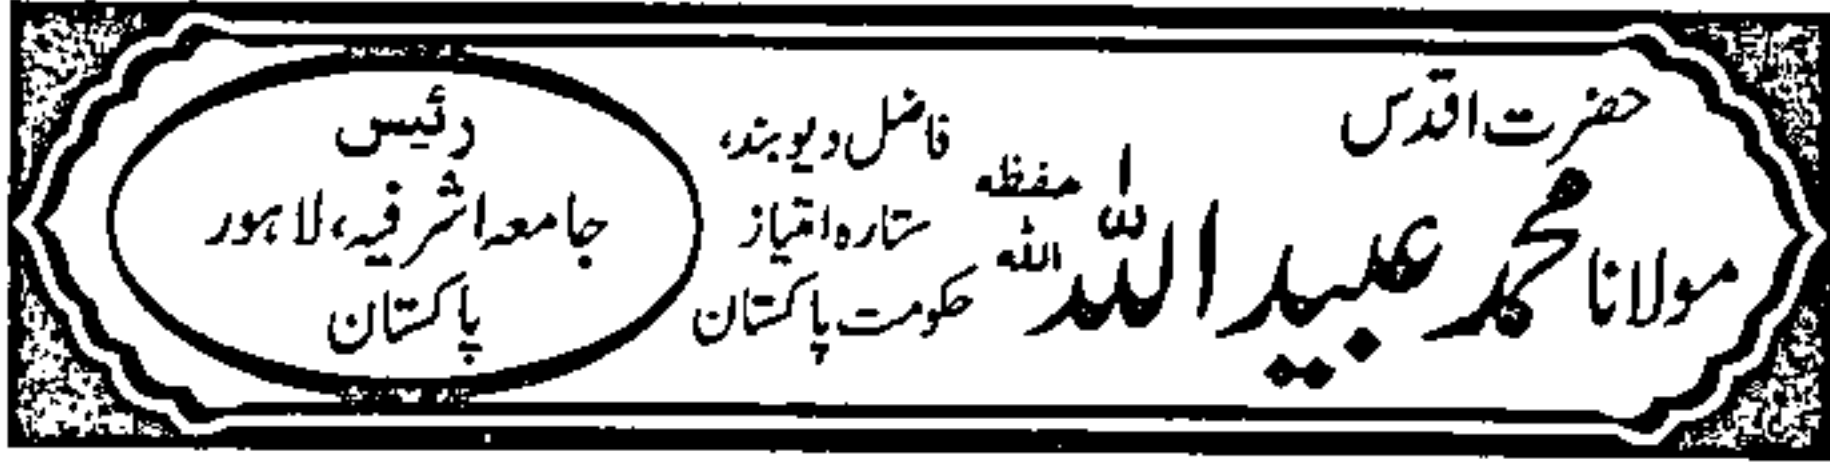 حضرت اقدس
مولانا محمد عبید اللہ حفظہ اللہ
فاضل دیوبند،
ستارہ امتیاز
حکومت پاکستان
رئیس
جامعہ اشرفیہ، لاہور
پاکستان